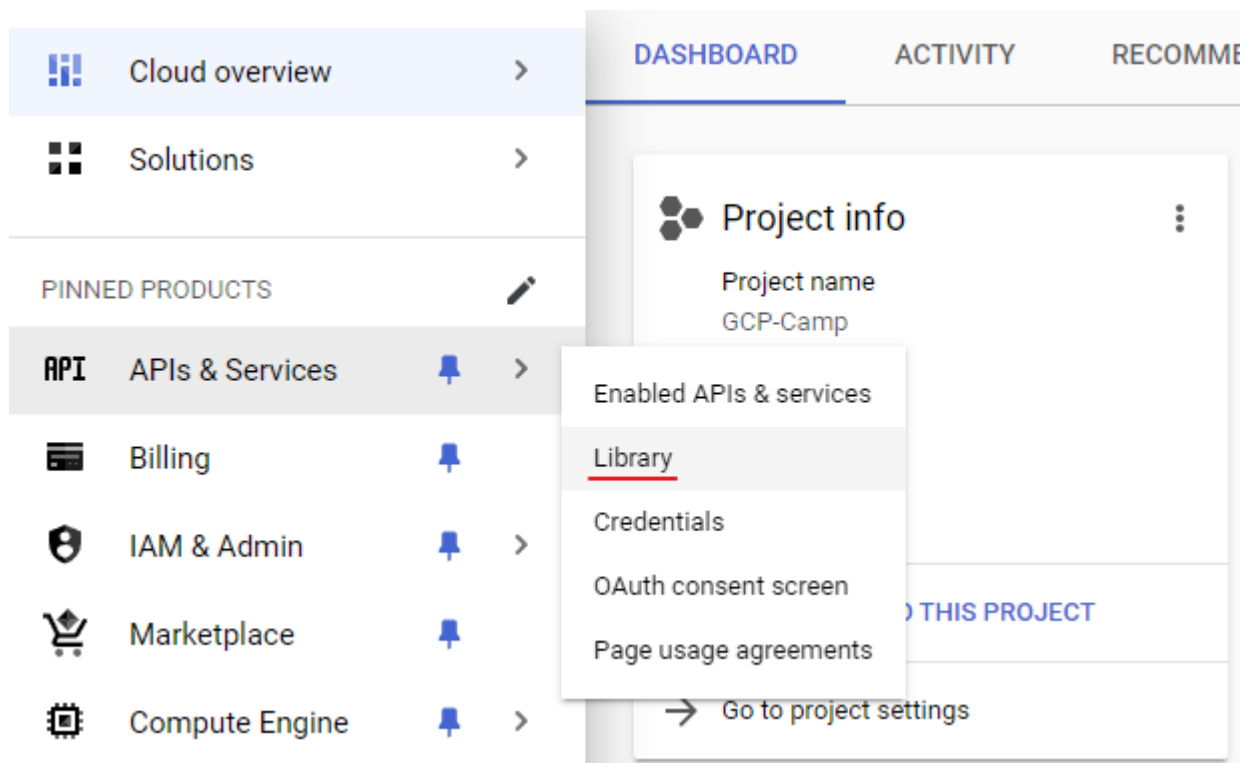 Cloud overview
Solutions
PINNED PRODUCTS
API APIs & Services
Billing
IAM & Admin
Marketplace
Compute Engine
Enabled APIs & services
Library
Credentials
OAuth consent screen
Page usage agreements
DASHBOARD ACTIVITY
Project info
Project name
GCP-Camp
THIS PROJECT
Go to project settings